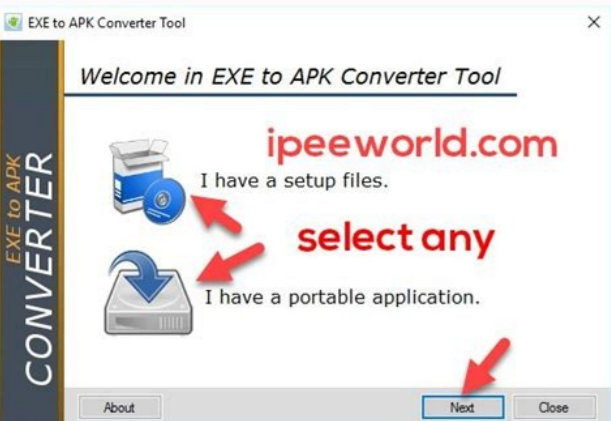 EXE to APK Converter Tool
Welcome in EXE to APK Converter Tool
EXE to APK
CONVERTER
ipeeworld.com
I have a setup files.
select any
I have a portable application.
About
Next
Close